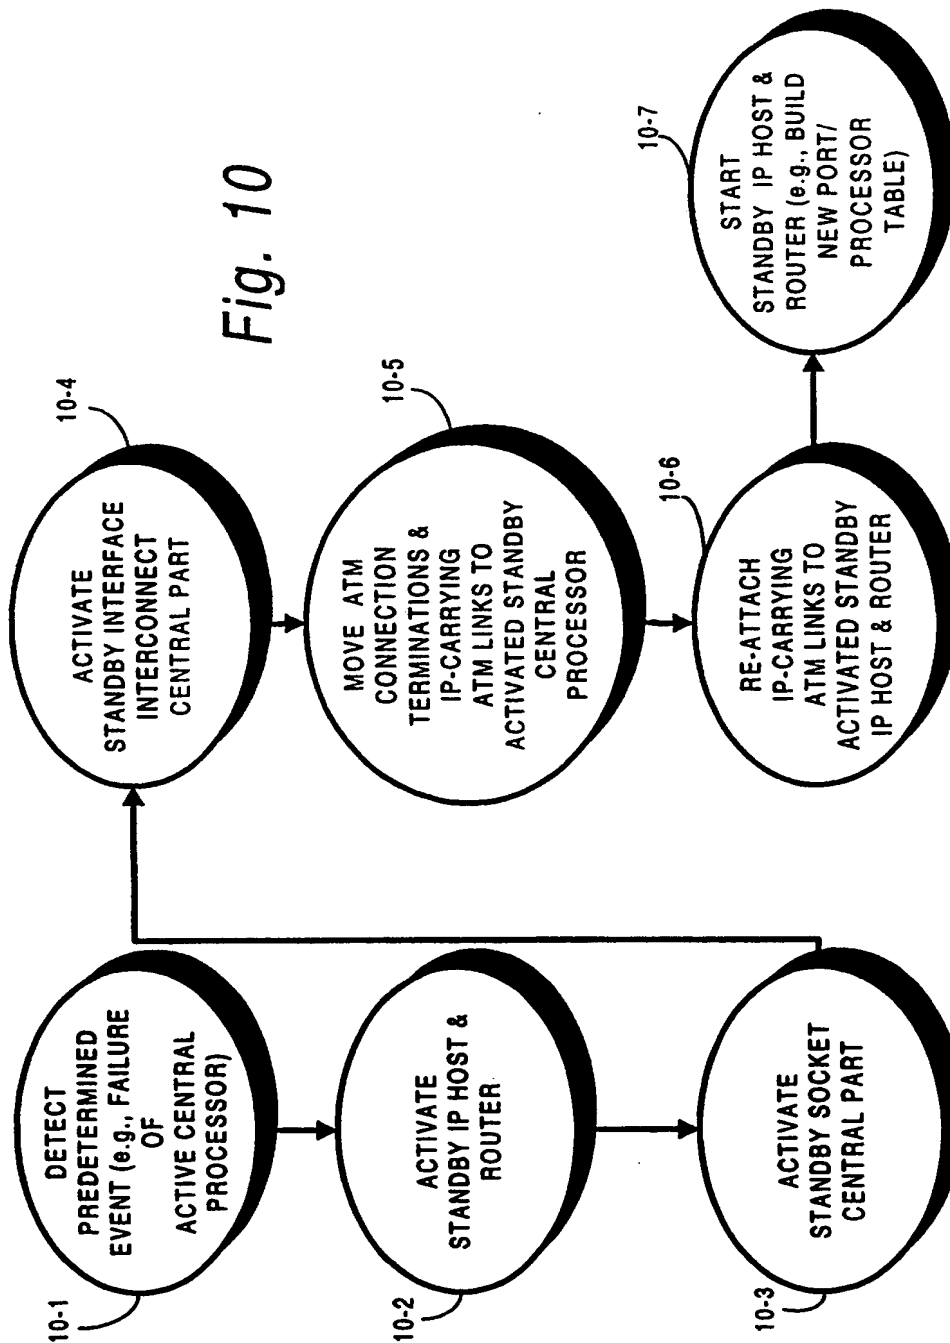 10-1
DETECT
PREDETERMINED
EVENT (e.g., FAILURE
OF
ACTIVE CENTRAL
PROCESSOR)
10-2
ACTIVATE
STANDBY IP HOST &
ROUTER
10-3
ACTIVATE
STANDBY SOCKET
CENTRAL PART
10-4
ACTIVATE
STANDBY INTERFACE
INTERCONNECT
CENTRAL PART
10-5
MOVE ATM
CONNECTION
TERMINATIONS &
IP-CARRYING
ATM LINKS TO
ACTIVATED STANDBY
CENTRAL
PROCESSOR
10-6
RE-ATTACH
IP-CARRYING
ATM LINKS TO
ACTIVATED STANDBY
IP HOST & ROUTER
10-7
START
STANDBY IP HOST &
ROUTER (e.g., BUILD
NEW PORT/
PROCESSOR
TABLE)
Fig. 10